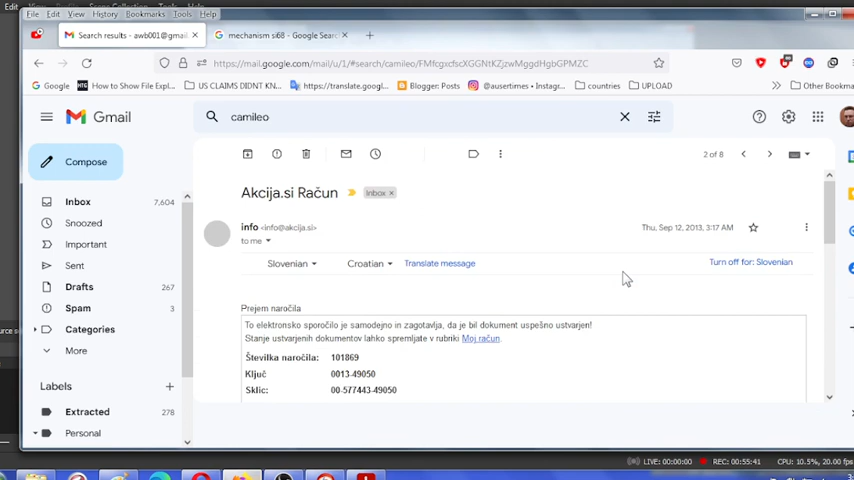 Edit
File Edit View History Bookmarks Tools Help
Search results - awb001@gmai
mechanism si68 - Google Searc
https://mail.google.com/mail/u/1/#search/camileo/FMfcgxcfscXGGNtKZjwMggdHgbGPMZC
Google How to Show File Expl... US CLAIMS DIDNT KN... https://translate.googl... Blogger: Posts @ausertimes • Instagr... countries UPLOAD Other Bookma
Gmail camileo
Compose 2 of 8
Akcija.si Račun Inbox ×
Inbox 7,604
info <info@akcija.si> Thu, Sep 12, 2013, 3:17 AM
Snoozed
to me
Important
Slovenian Croatian Translate message Turn off for: Slovenian
Sent
Drafts 267
Spam 3
Prejem naročila
Categories
To elektronsko sporočilo je samodejno in zagotavlja, da je bil dokument uspešno ustvarjen!
Stanje ustvarjenih dokumentov lahko spremljate v rubriki Moj račun.
More
Številka naročila: 101869
Ključ 0013-49050
Labels
Sklic: 00-577443-49050
Extracted 278
Personal
LIVE: 00:00:00 REC: 00:55:41 CPU: 10.5%, 20.00 fps